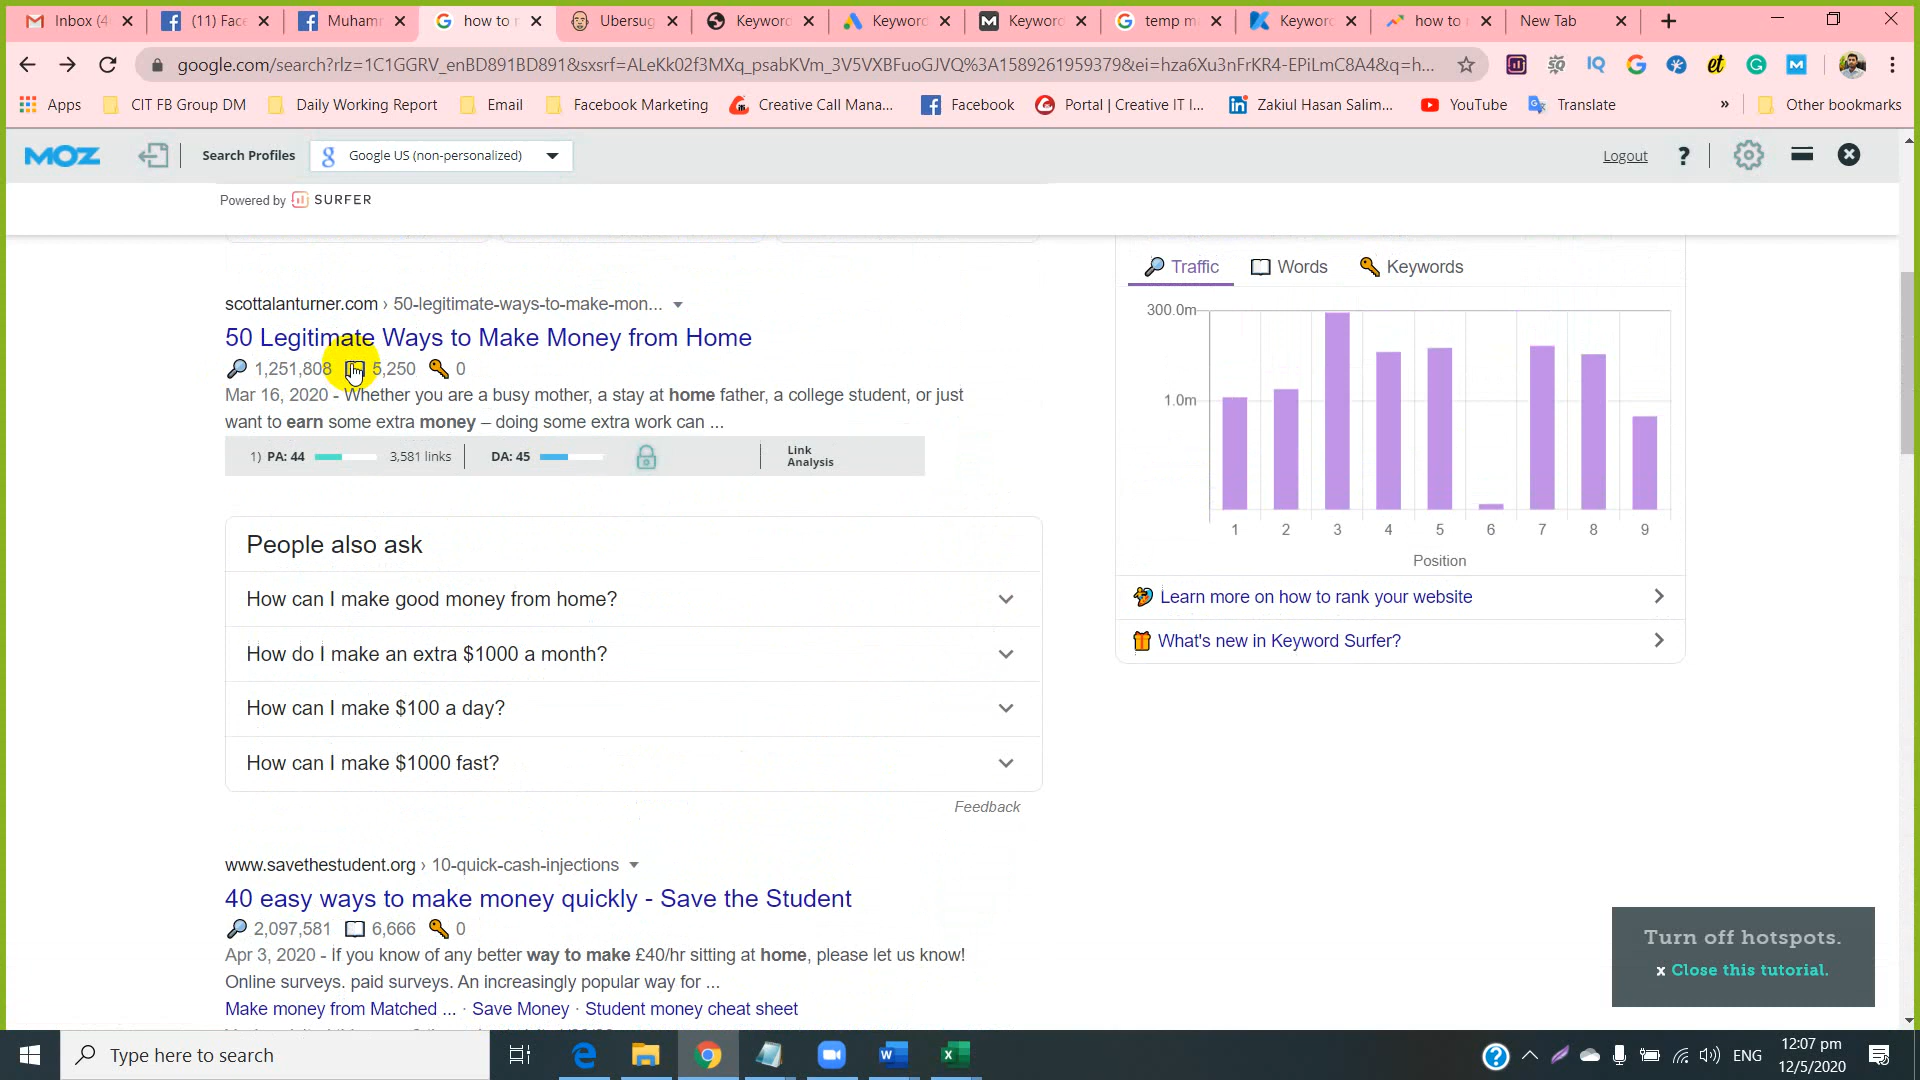 Inbox (4
(11) Fac
Muham
how to r
Ubersug
Keyword
Keyword
Keyword
temp m
Keyword
how to
New Tab
google.com/search?rlz=1C1GGRV_enBD891BD891&sxsrf=ALeKk02f3MXq_psabKVm_3V5VXBFuoGJVQ%3A1589261959379&ei=hza6Xu3nFrKR4-EPiLmC8A4&q=h...
Apps
CIT FB Group DM
Daily Working Report
Email
Facebook Marketing
Creative Call Mana...
Facebook
Portal | Creative IT I...
Zakiul Hasan Salim...
YouTube
Translate
»
Other bookmarks
MOZ
Search Profiles
Google US (non-personalized)
Logout
?
Powered by SURFER
scottalanturner.com › 50-legitimate-ways-to-make-mon...
50 Legitimate Ways to Make Money from Home
1,251,808 5,250 0
Mar 16, 2020 - Whether you are a busy mother, a stay at home father, a college student, or just
want to earn some extra money – doing some extra work can ...
1) PA: 44 3,581 links DA: 45 Link
Analysis
People also ask
How can I make good money from home?
How do I make an extra $1000 a month?
How can I make $100 a day?
How can I make $1000 fast?
Feedback
www.savethestudent.org › 10-quick-cash-injections
40 easy ways to make money quickly - Save the Student
2,097,581 6,666 0
Apr 3, 2020 - If you know of any better way to make £40/hr sitting at home, please let us know!
Online surveys. paid surveys. An increasingly popular way for ...
Make money from Matched ... · Save Money · Student money cheat sheet
Traffic
Words
Keywords
300.0m
1.0m
1 2 3 4 5 6 7 8 9
Position
Learn more on how to rank your website
What's new in Keyword Surfer?
Turn off hotspots.
x Close this tutorial.
Type here to search
ENG
12:07 pm
12/5/2020